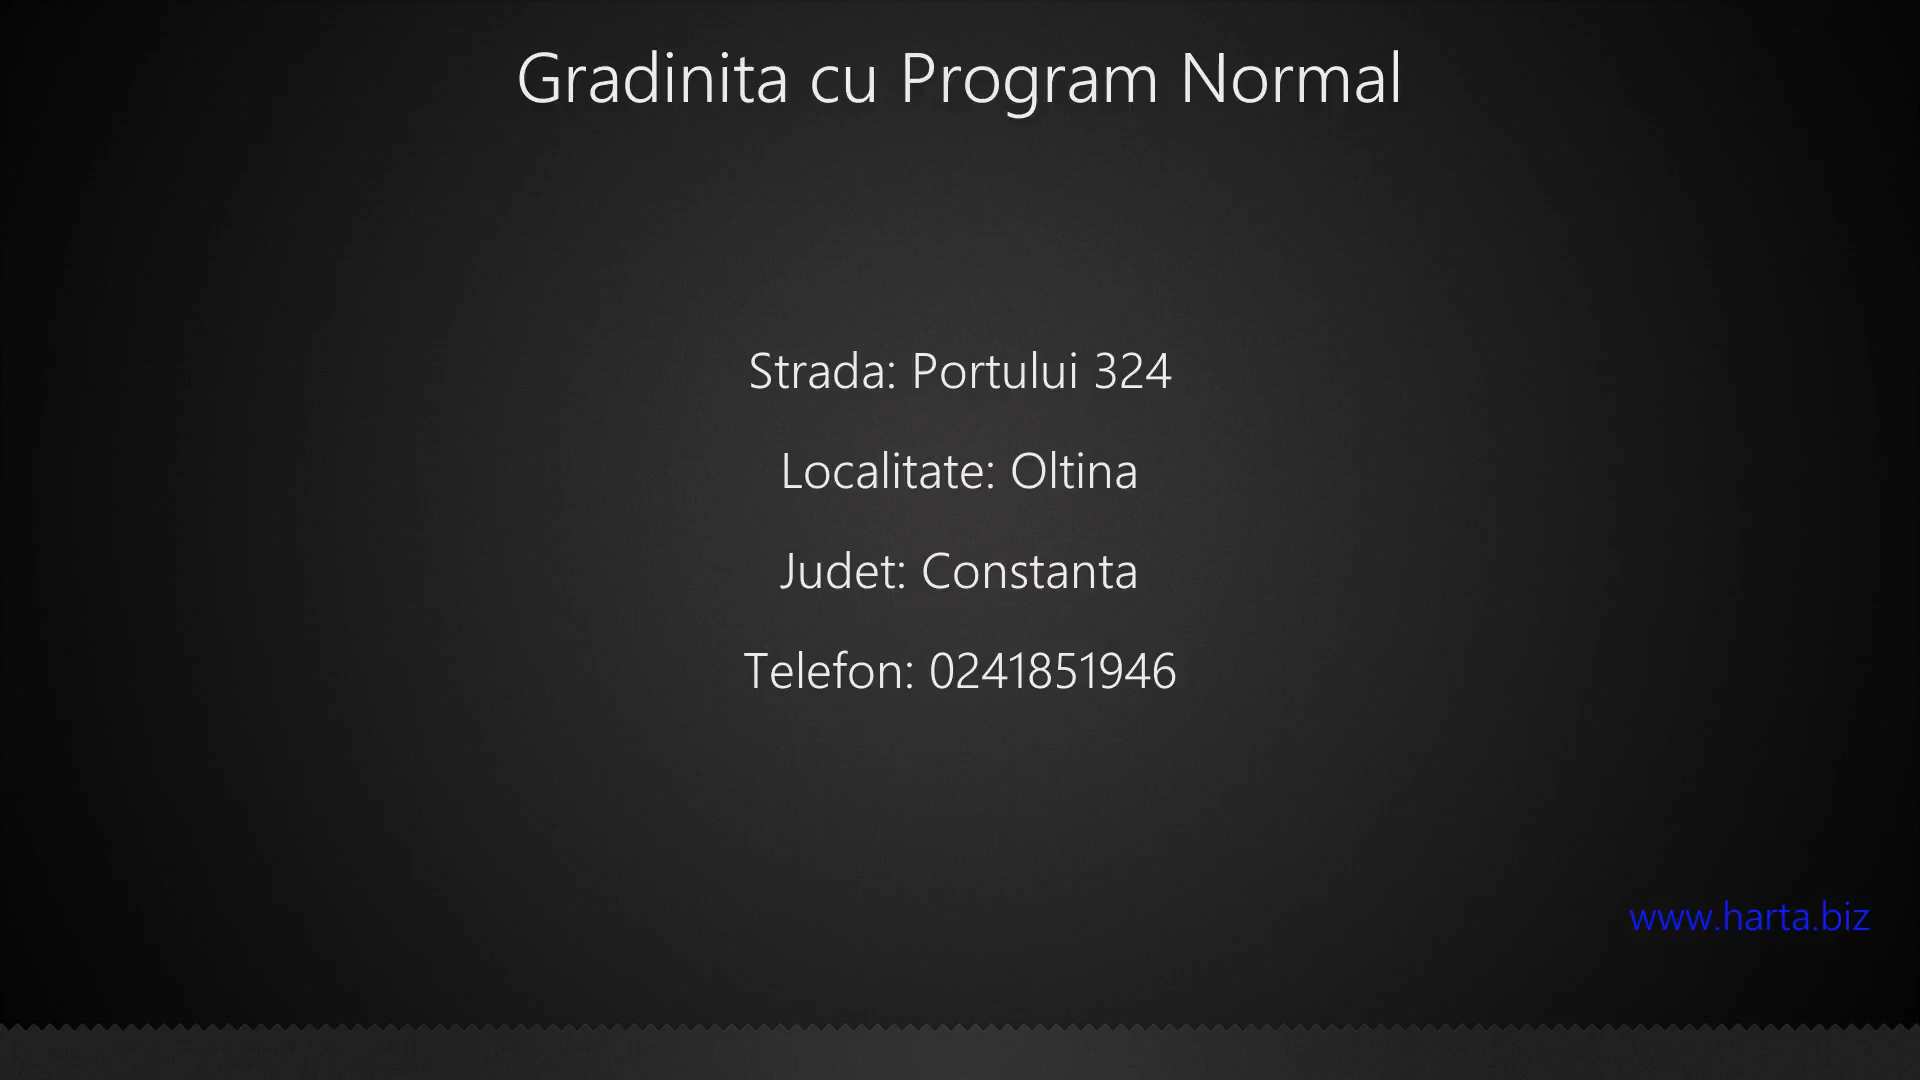 Gradinita cu Program Normal
Strada: Portului 324
Localitate: Oltina
Judet: Constanta
Telefon: 0241851946
www.harta.biz